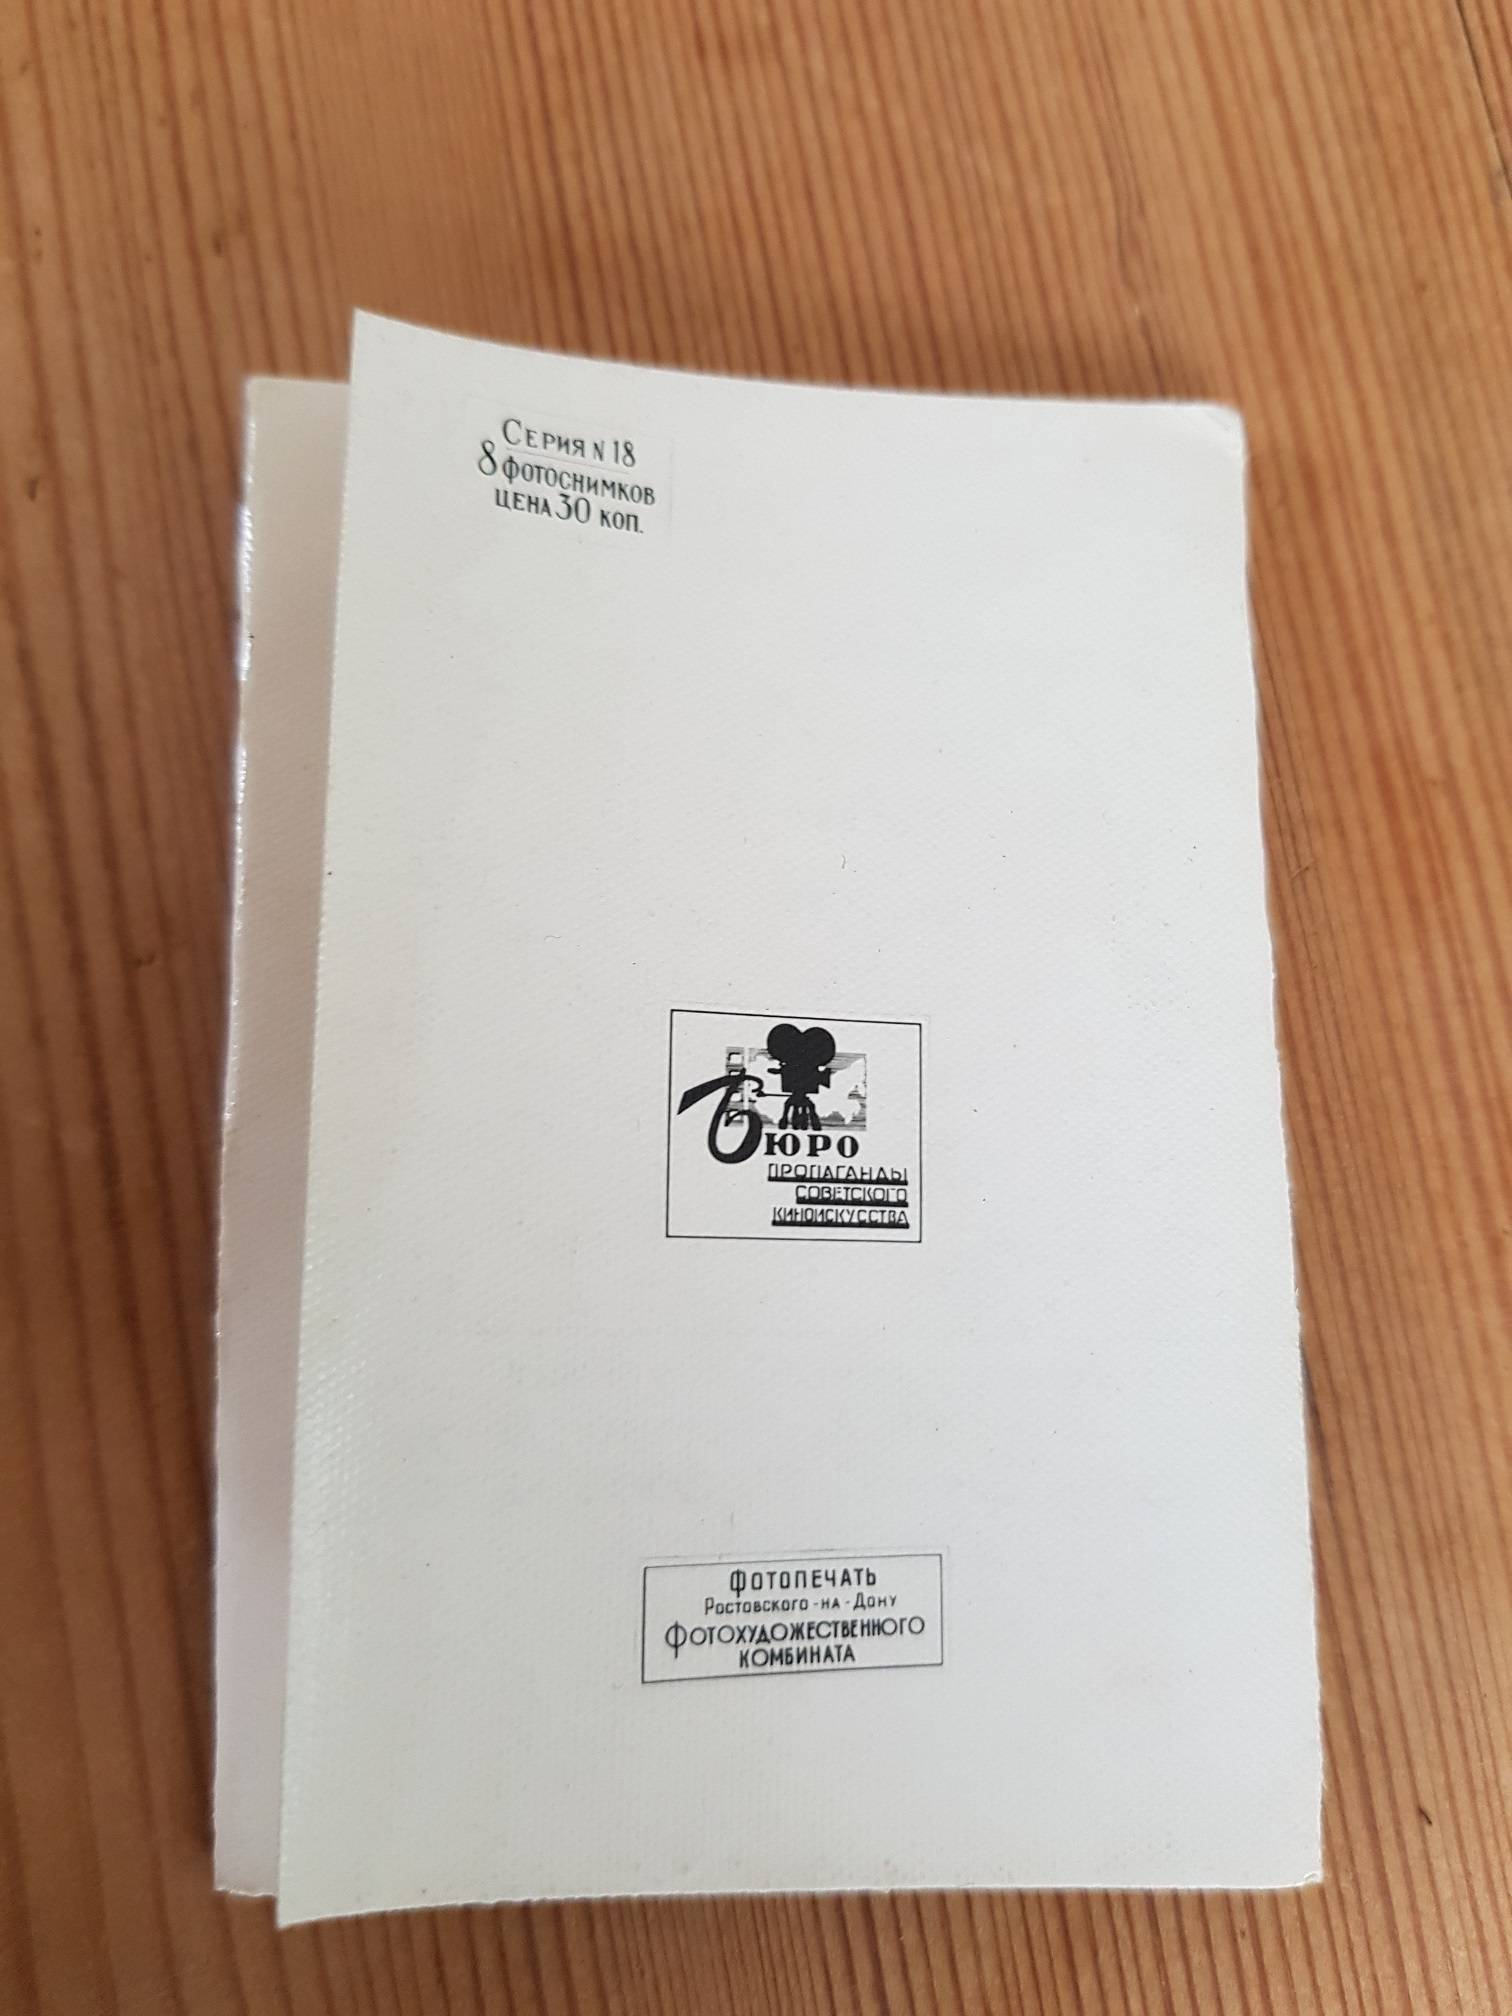 Серия N 18
8 фотоснимков
цена 30 коп.
Бюро
ПРОПАГАНДЫ
СОВЕТСКОГО
КИНОИСКУССТВА
ФОТОПЕЧАТЬ
Ростовского-на-Дону
ФОТОХУДОЖЕСТВЕННОГО
КОМБИНАТА